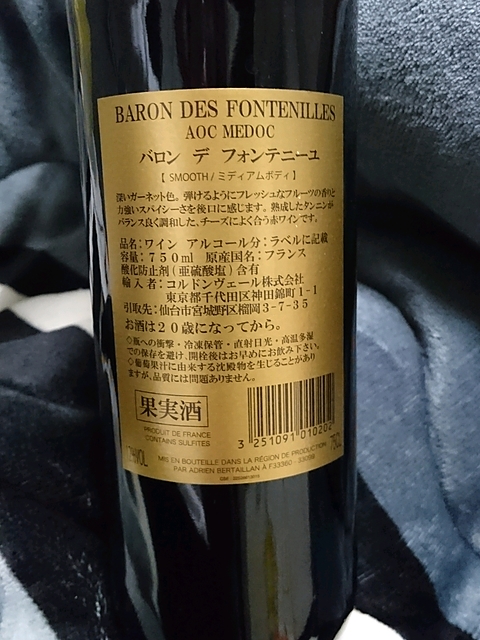 BARON DES FONTENILLES
AOC MEDOC
バロン デ フォンテニーユ
【 SMOOTH / ミディアムボディ 】
深いガーネット色。弾けるようにフレッシュなフルーツの香りと
力強いスパイシーさを後口に感じます。熟成したタンニンが
バランス良く調和した、チーズによく合う赤ワインです。
品名：ワイン アルコール分：ラベルに記載
容量：７５０ml 原産国名：フランス
酸化防止剤(亜硫酸塩)含有
輸入者：コルドンヴェール株式会社
東京都千代田区神田錦町1-1
引取先：仙台市宮城野区榴岡3-7-35
お酒は２０歳になってから。
◇瓶への衝撃・冷凍保管・直射日光・高温多湿
での保存を避け、開栓後はお早めにお飲み下さい。
◇葡萄果汁に由来する沈殿物を生じることがあり
ますが、品質には問題ありません。
果実酒
PRODUIT DE FRANCE
CONTAINS SULFITES
3 251091 010202
%VOL
75CL
MIS EN BOUTEILLE DANS LA RÉGION DE PRODUCTION
PAR ADRIEN BERTAILLAN À F33360 - 33098